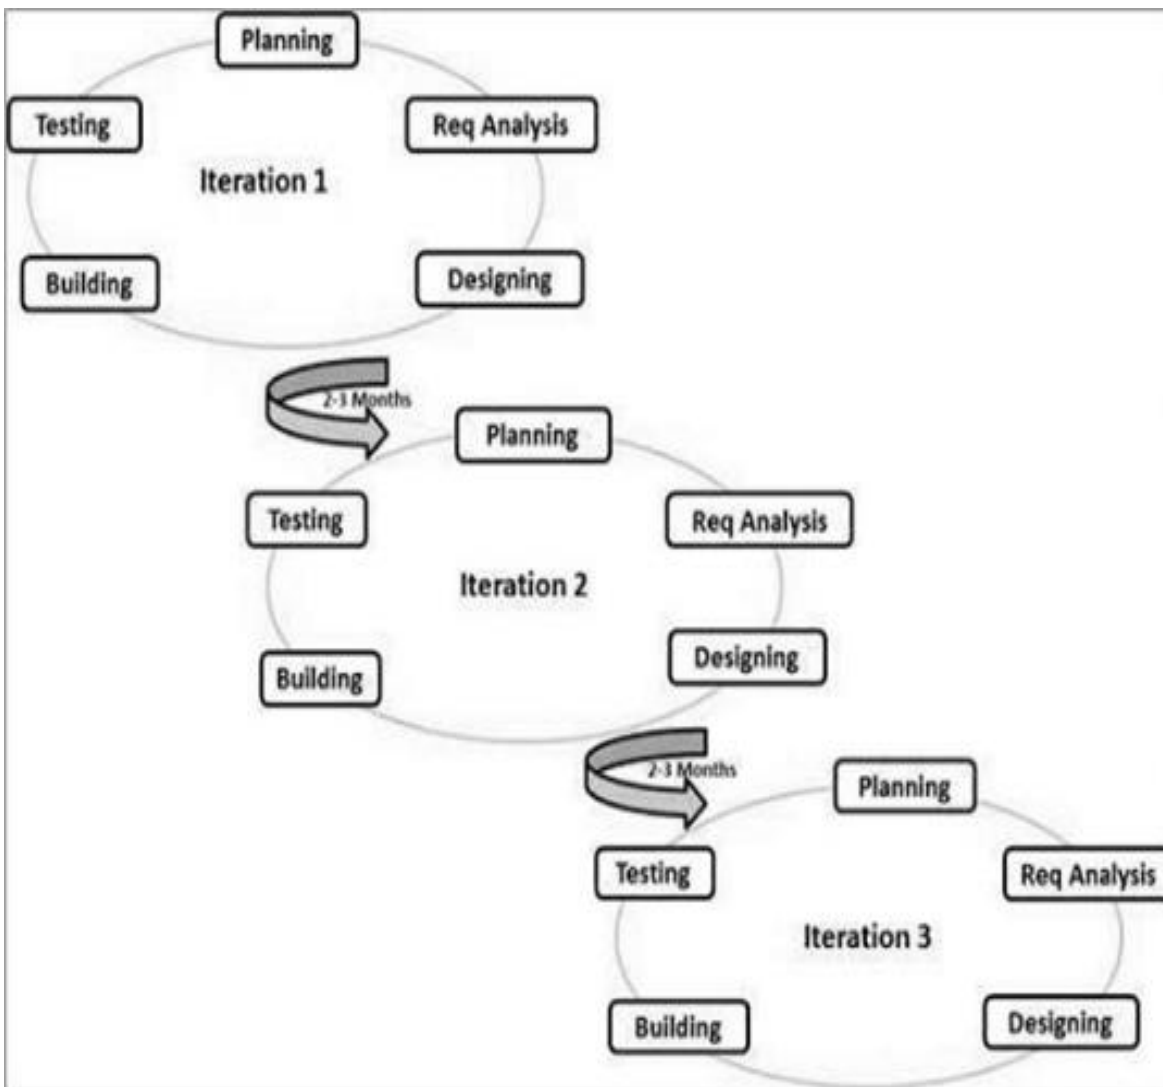 Planning
Testing
Req Analysis
Iteration 1
Building
Designing
2-3 Months
Planning
Testing
Req Analysis
Iteration 2
Building
Designing
2-3 Months
Planning
Testing
Req Analysis
Iteration 3
Building
Designing